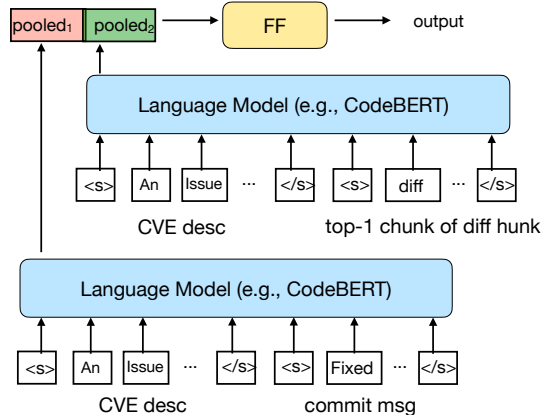 pooled₁ pooled₂ FF output
Language Model (e.g., CodeBERT)
<s> An Issue ... </s> <s> diff ... </s>
CVE desc top-1 chunk of diff hunk
Language Model (e.g., CodeBERT)
<s> An Issue ... </s> <s> Fixed ... </s>
CVE desc commit msg